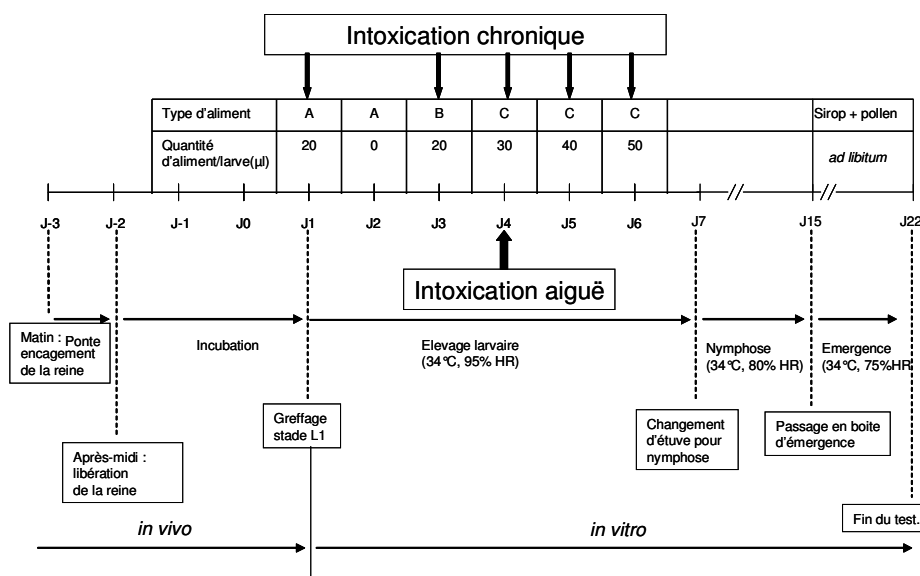 Intoxication chronique
Type d'aliment A A B C C C Sirop + pollen
Quantité
d'aliment/larve(µl) 20 0 20 30 40 50 ad libitum
J-3 J-2 J-1 J0 J1 J2 J3 J4 J5 J6 J7 J15 J22
Intoxication aiguë
Matin : Ponte
encagement
de la reine
Incubation
Elevage larvaire
(34°C, 95% HR)
Nymphose
(34°C, 80% HR)
Emergence
(34°C, 75%HR
Greffage
stade L1
Changement
d'étuve pour
nymphose
Passage en boite
d'émergence
Après-midi :
libération
de la reine
Fin du test.
in vivo
in vitro